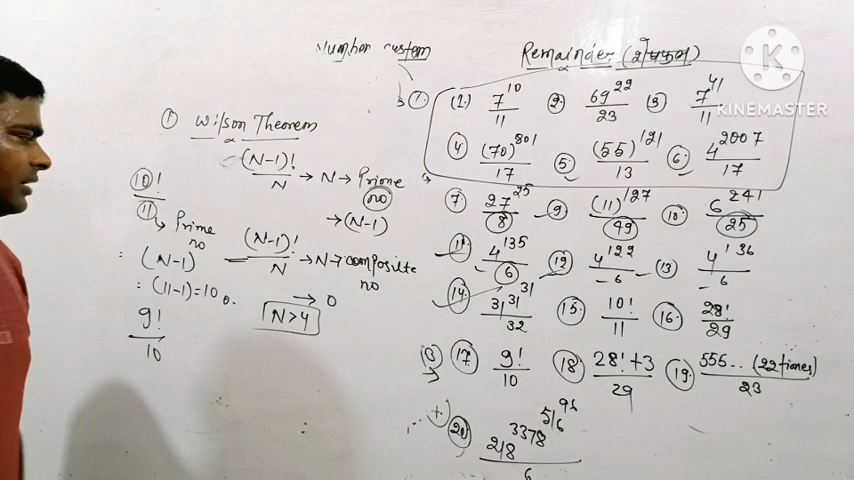 Number system
Remainder (शेषफल)
① Wilson Theorem
(N-1)!/N → N → Prime no
→ (N-1)
(N-1)!/N → N → composite no
→ 0
N>4
10!/11
Prime no
= (N-1)
= (11-1) = 10
9!/10
(1.) 7^10/11 2. 69^22/23 3. 7^41/11
4. (70)^801/17 5. (55)^121/13 6. 4^2007/17
7. 27^25/8 9. (11)^127/49 10. 6^241/25
11. 4^135/6 12. 4^122/6 13. 4^136/6
14. 31^31^31/32 15. 10!/11 16. 28!/29
17. 9!/10 18. 28!+3/29 19. 555... (22 times)/23
20. 218^3378^516^96/6
K
KINEMASTER